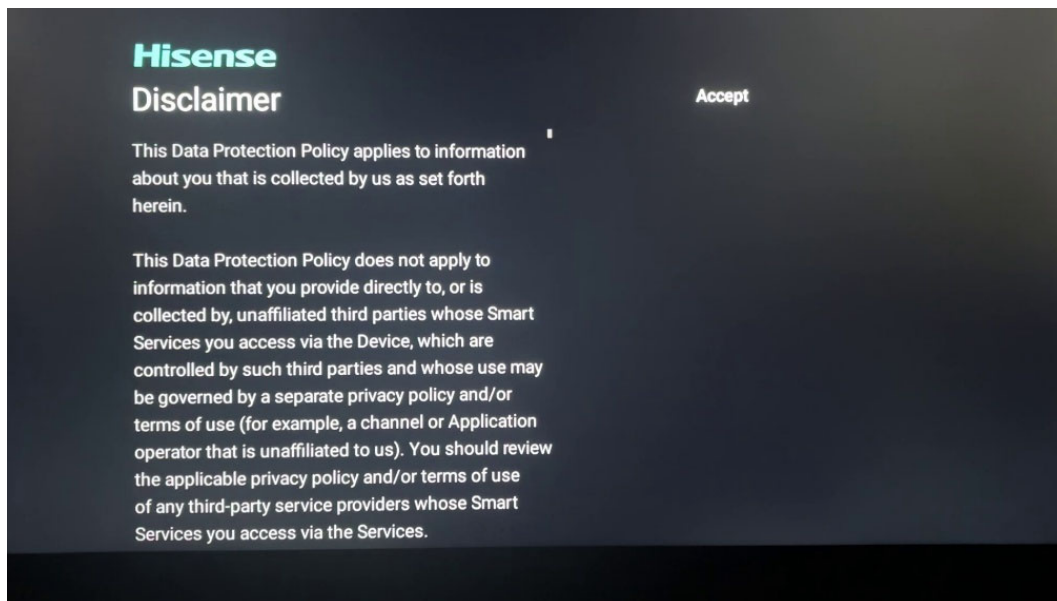 Hisense
Disclaimer
Accept
This Data Protection Policy applies to information
about you that is collected by us as set forth
herein.
This Data Protection Policy does not apply to
information that you provide directly to, or is
collected by, unaffiliated third parties whose Smart
Services you access via the Device, which are
controlled by such third parties and whose use may
be governed by a separate privacy policy and/or
terms of use (for example, a channel or Application
operator that is unaffiliated to us). You should review
the applicable privacy policy and/or terms of use
of any third-party service providers whose Smart
Services you access via the Services.